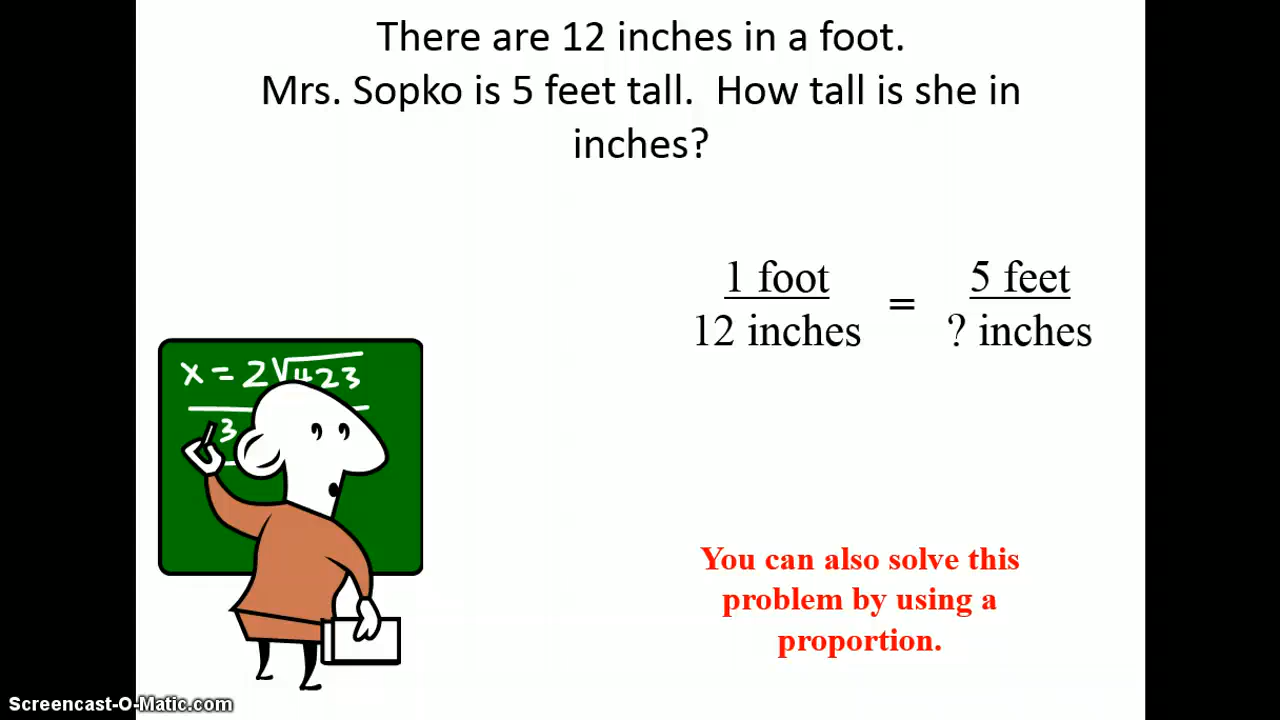 There are 12 inches in a foot.
Mrs. Sopko is 5 feet tall.  How tall is she in
inches?
1 foot = 5 feet
12 inches ? inches
x = 2√423
3
You can also solve this
problem by using a
proportion.
Screencast-O-Matic.com